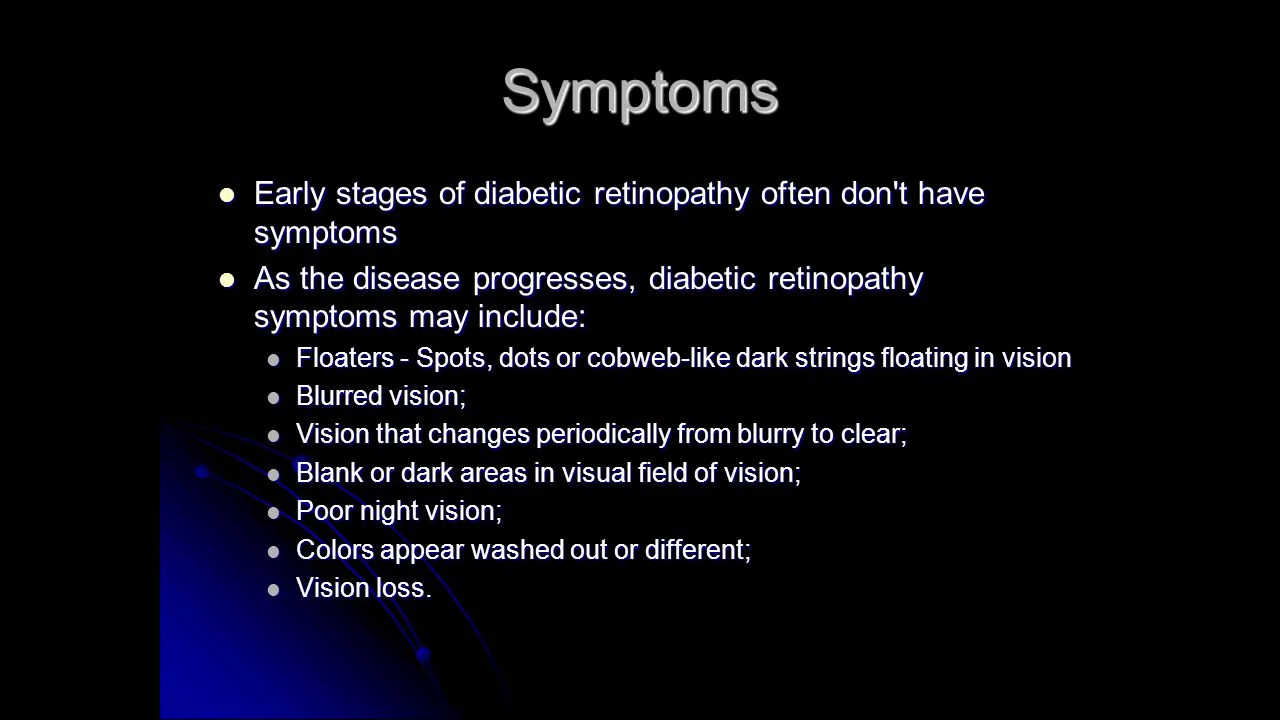 Symptoms
Early stages of diabetic retinopathy often don't have
symptoms
As the disease progresses, diabetic retinopathy
symptoms may include:
Floaters - Spots, dots or cobweb-like dark strings floating in vision
Blurred vision;
Vision that changes periodically from blurry to clear;
Blank or dark areas in visual field of vision;
Poor night vision;
Colors appear washed out or different;
Vision loss.